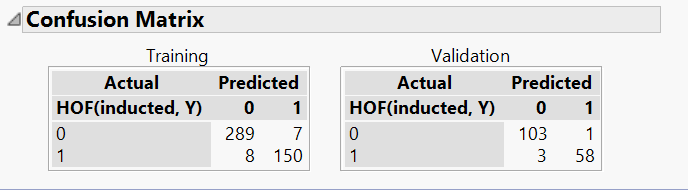 Confusion Matrix
Training Validation
Actual Predicted Actual Predicted
HOF(inducted, Y) 0 1 HOF(inducted, Y) 0 1
0 289 7 0 103 1
1 8 150 1 3 58